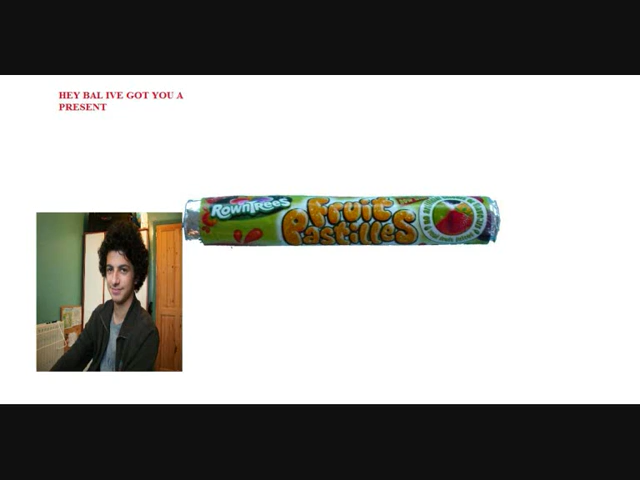 HEY BAL IVE GOT YOU A
PRESENT
ROWNTREES
Fruit
Pastilles